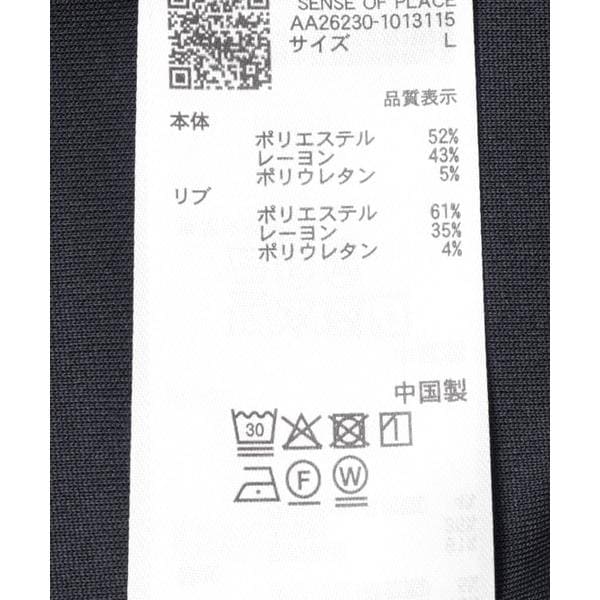 SENSE OF PLACE
AA26230-1013115
サイズ L
品質表示
本体
ポリエステル 52%
レーヨン 43%
ポリウレタン 5%
リブ
ポリエステル 61%
レーヨン 35%
ポリウレタン 4%
中国製
30
F W